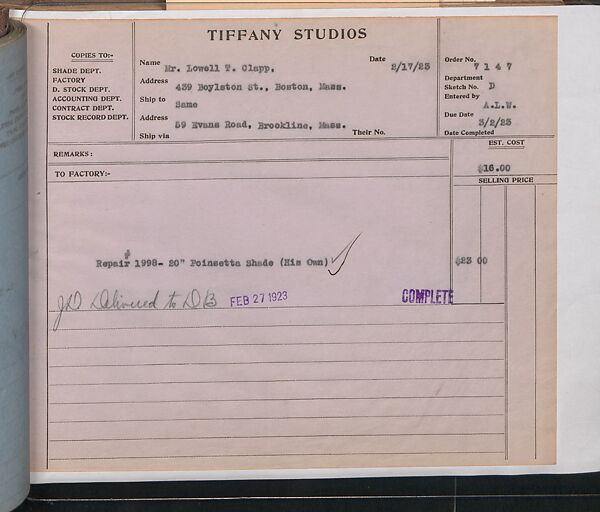 TIFFANY STUDIOS
COPIES TO:-
SHADE DEPT.
FACTORY
D. STOCK DEPT.
ACCOUNTING DEPT.
CONTRACT DEPT.
STOCK RECORD DEPT.
Name Mr. Lowell T. Clapp, Date 2/17/23
Address 439 Boylston St., Boston, Mass.
Ship to Same
Address 59 Evans Road, Brookline, Mass.
Ship via Their No.
Order No. 7147
Department
Sketch No. D
Entered by A.L.W.
Due Date 3/2/23
Date Completed
REMARKS:
EST. COST
$16.00
TO FACTORY:-
SELLING PRICE
#
Repair 1998- 20" Poinsetta Shade (His Own) ✓ $23 00
JD Delivered to DB FEB 27 1923 COMPLETE